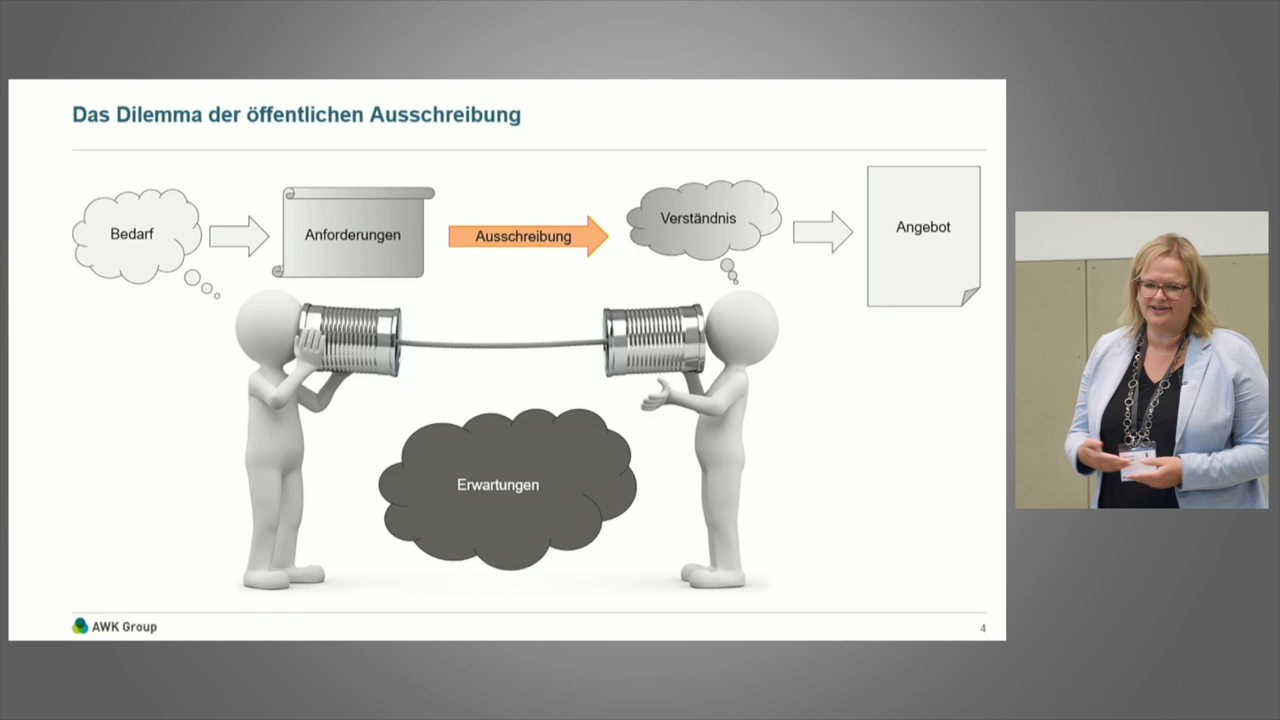 Das Dilemma der öffentlichen Ausschreibung
Bedarf
Anforderungen
Ausschreibung
Verständnis
Angebot
Erwartungen
AWK Group
4